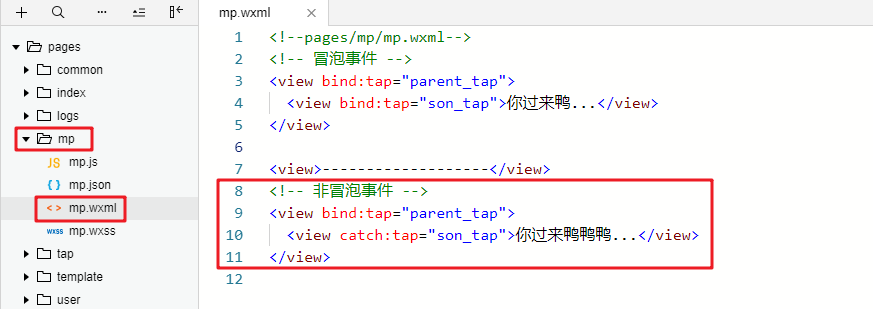 pages
common
index
logs
mp
JS mp.js
{ } mp.json
< > mp.wxml
wxss mp.wxss
tap
template
user
mp.wxml ×
1 <!--pages/mp/mp.wxml-->
2 <!-- 冒泡事件 -->
3 <view bind:tap="parent_tap">
4 <view bind:tap="son_tap">你过来鸭...</view>
5 </view>
6
7 <view>-------------------</view>
8 <!-- 非冒泡事件 -->
9 <view bind:tap="parent_tap">
10 <view catch:tap="son_tap">你过来鸭鸭鸭...</view>
11 </view>
12